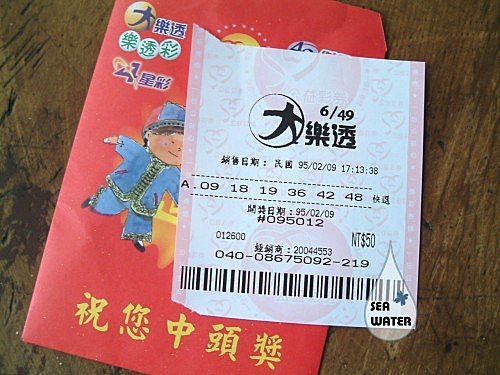 大樂透
樂透彩
4星彩
祝您中頭獎
6/49
大樂透
銷售日期: 民國 95/02/09 17:13:38
A.09 18 19 36 42 48 快選
開獎日期:95/02/09
#095012
012600 NT$50
經銷商:20044553
040-08675092-219
SEA
WATER